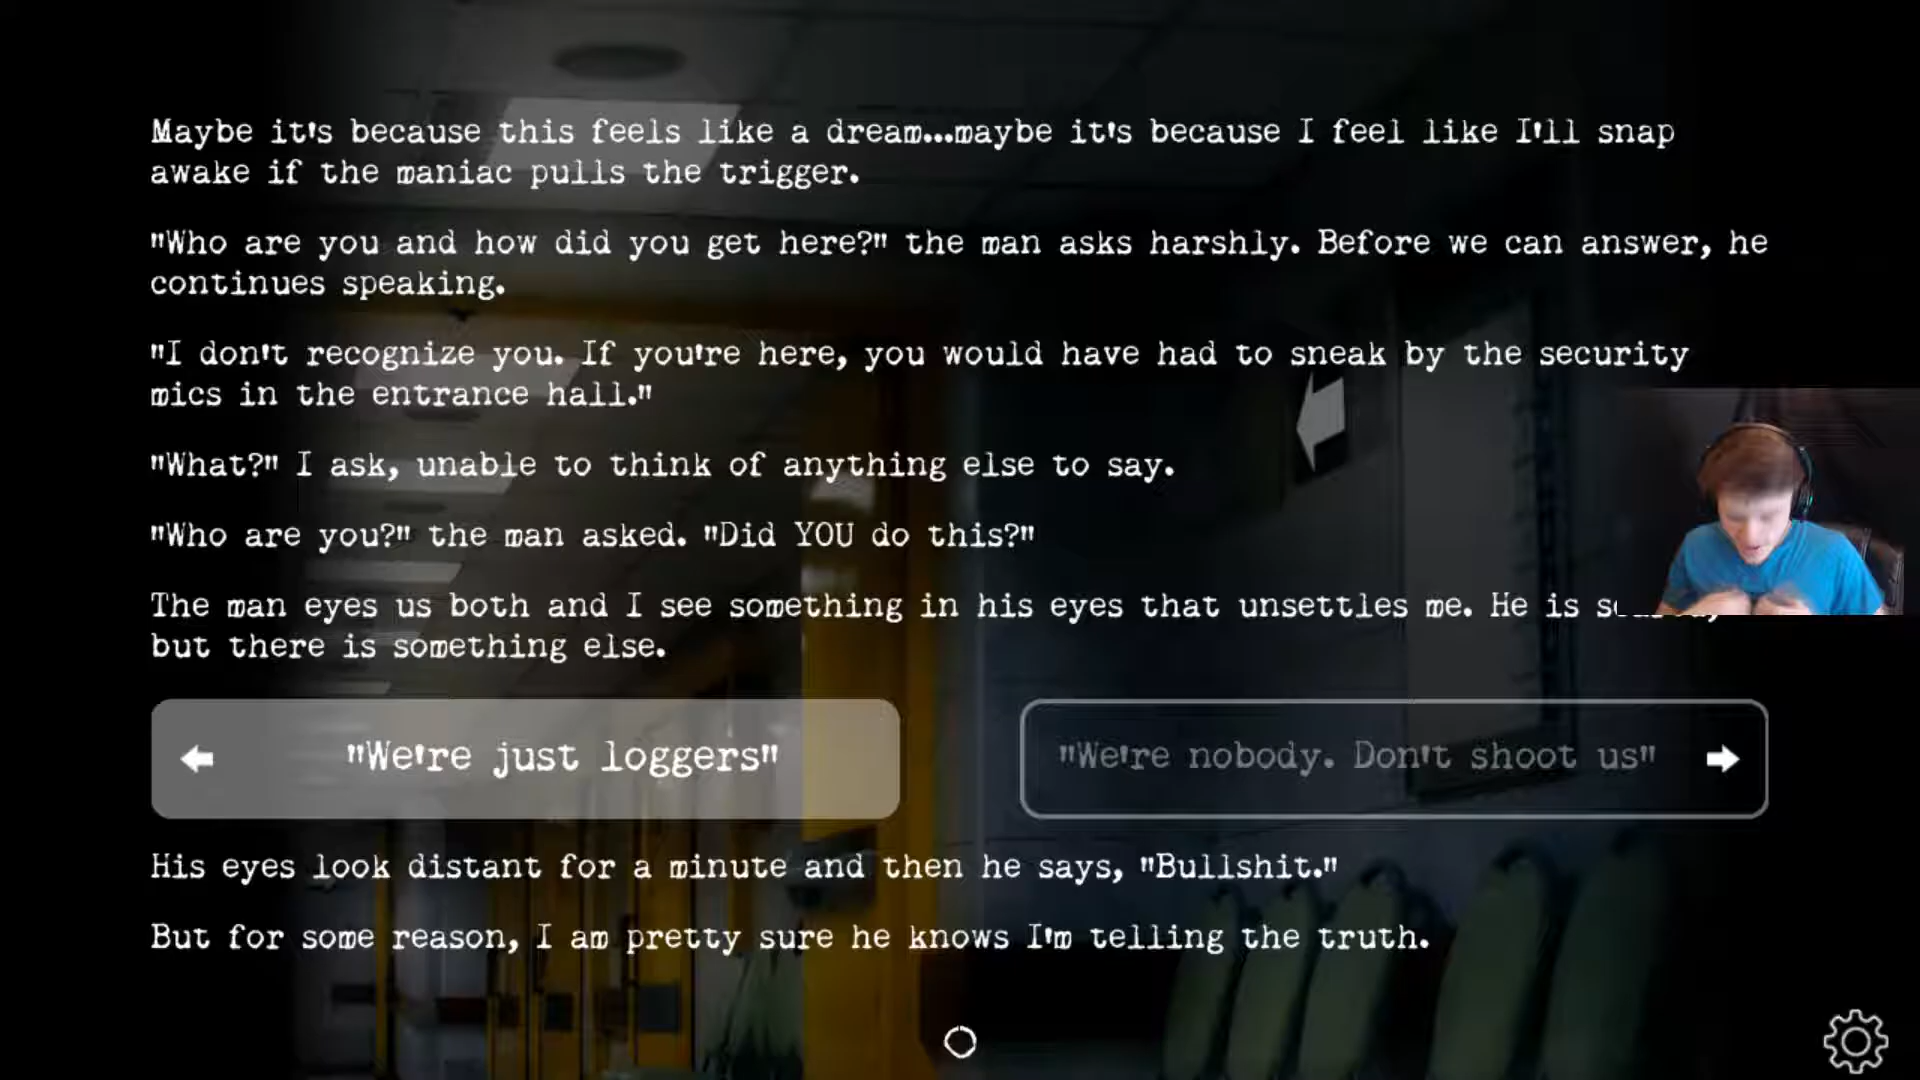 Maybe it's because this feels like a dream...maybe it's because I feel like I'll snap
awake if the maniac pulls the trigger.
"Who are you and how did you get here?" the man asks harshly. Before we can answer, he
continues speaking.
"I don't recognize you. If you're here, you would have had to sneak by the security
mics in the entrance hall."
"What?" I ask, unable to think of anything else to say.
"Who are you?" the man asked. "Did YOU do this?"
The man eyes us both and I see something in his eyes that unsettles me. He is
but there is something else.
"We're just loggers"
"We're nobody. Don't shoot us"
His eyes look distant for a minute and then he says, "Bullshit."
But for some reason, I am pretty sure he knows I'm telling the truth.